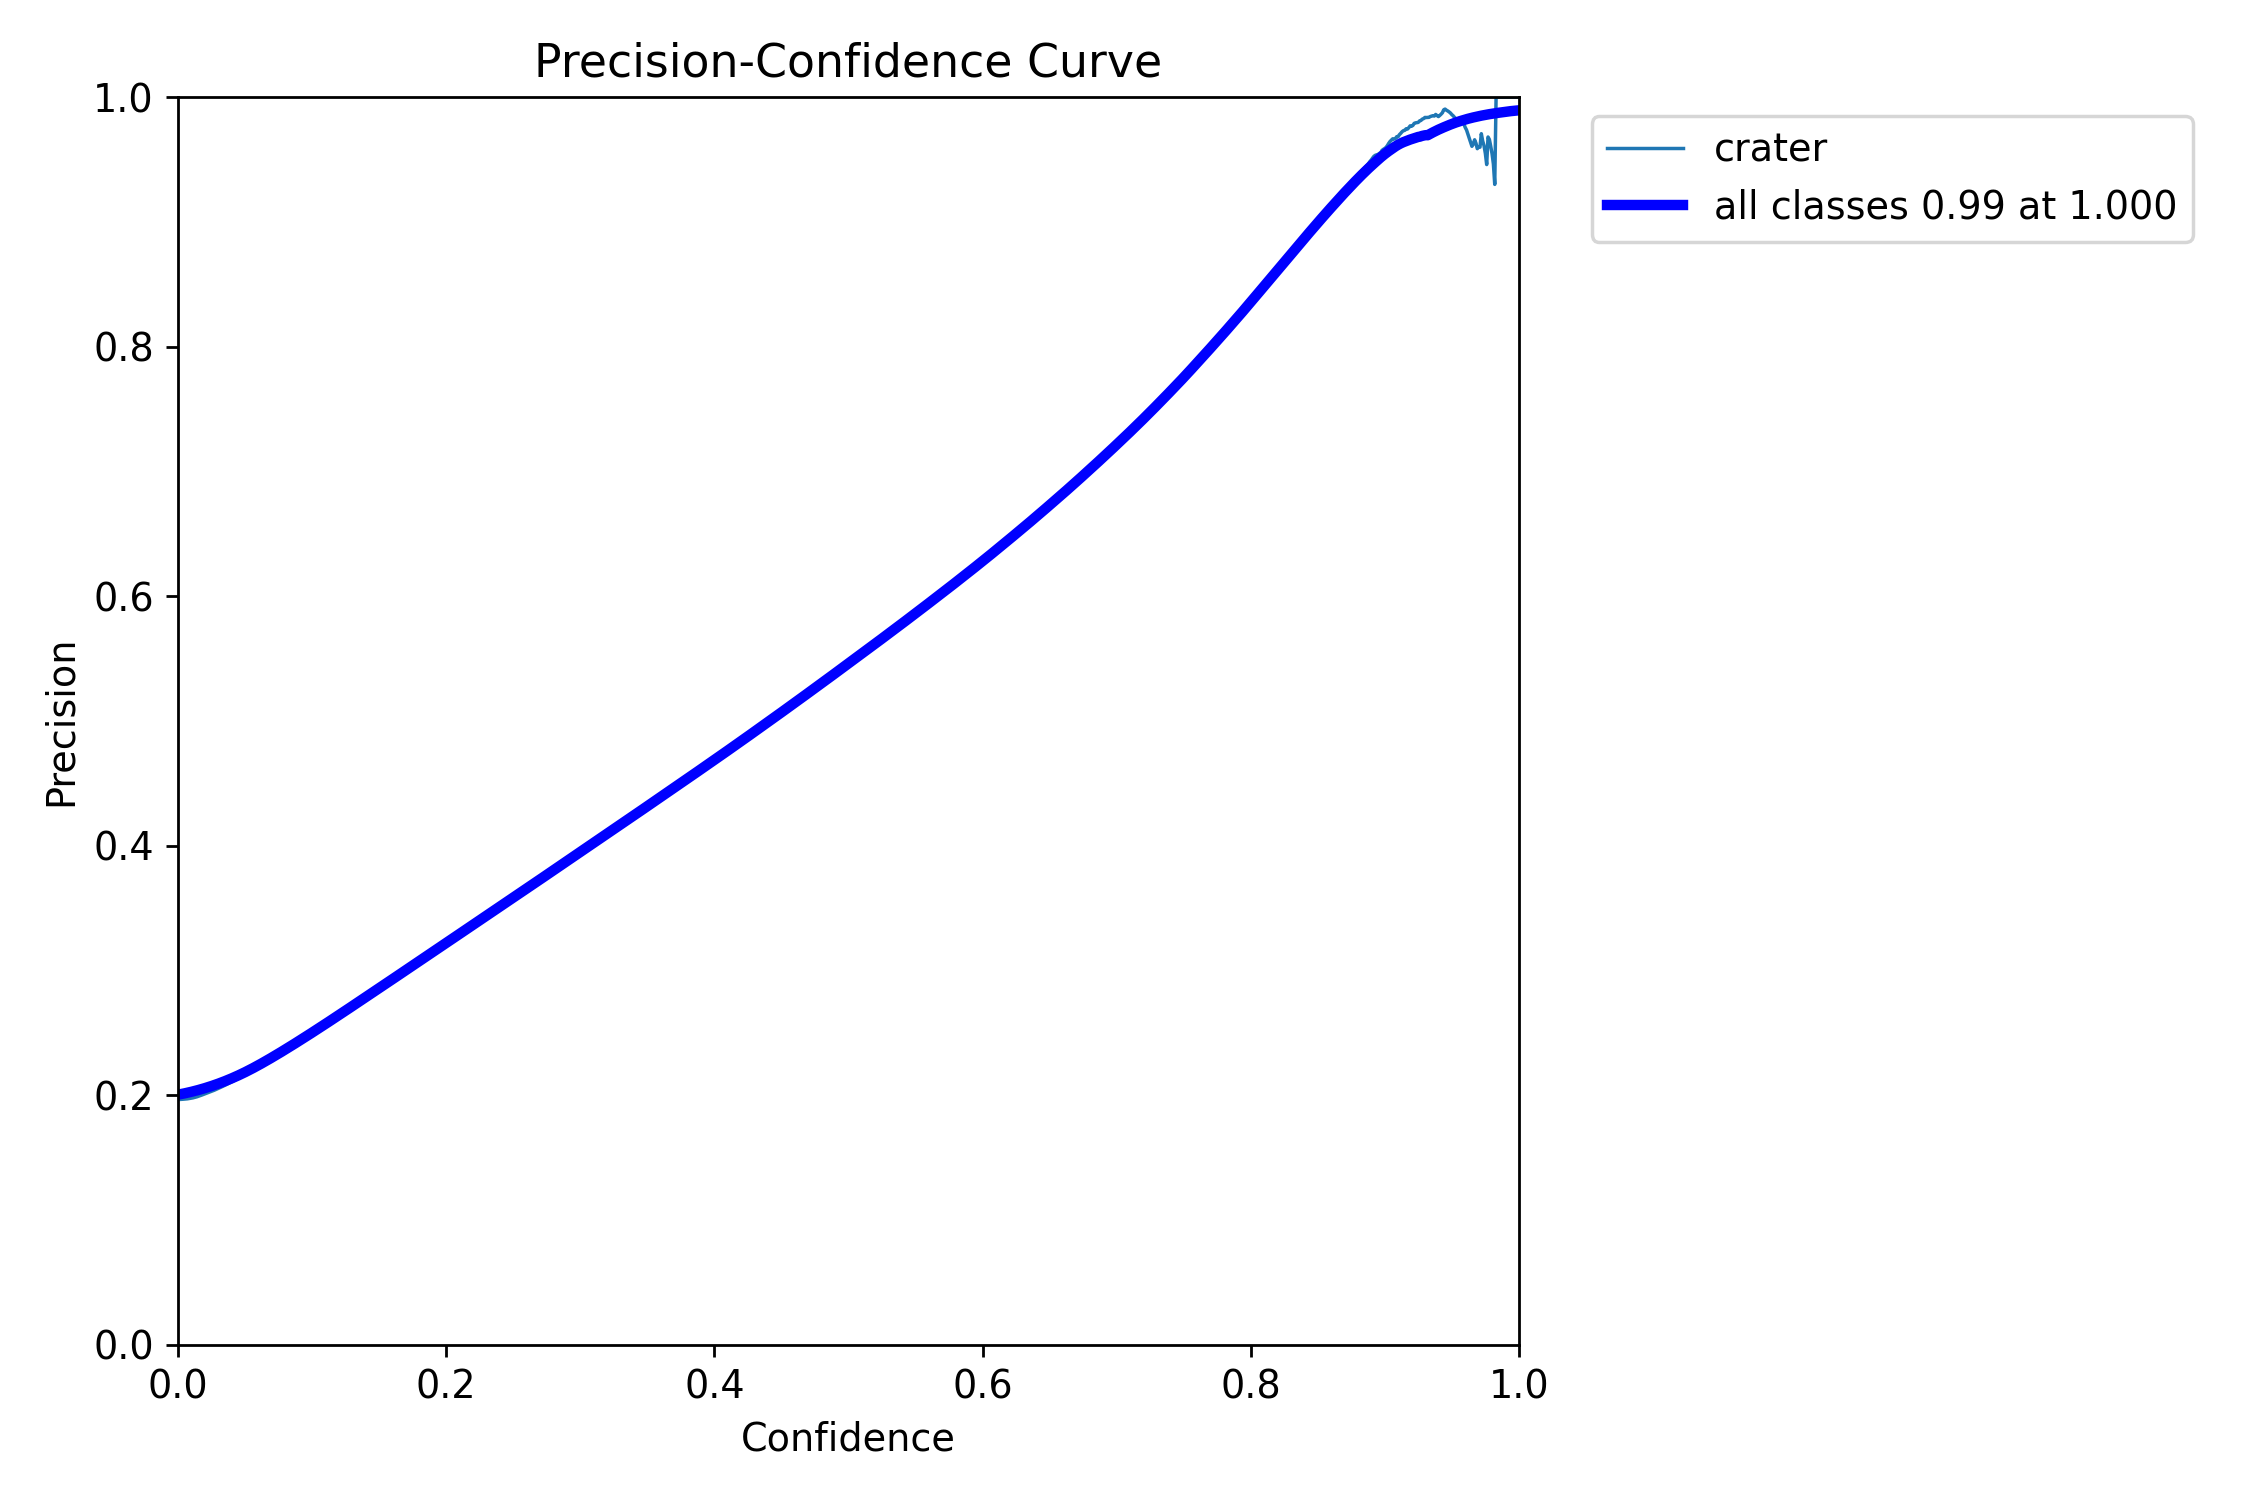 Precision-Confidence Curve
1.0
0.8
0.6
0.4
0.2
0.0
Precision
0.0 0.2 0.4 0.6 0.8 1.0
Confidence
crater
all classes 0.99 at 1.000